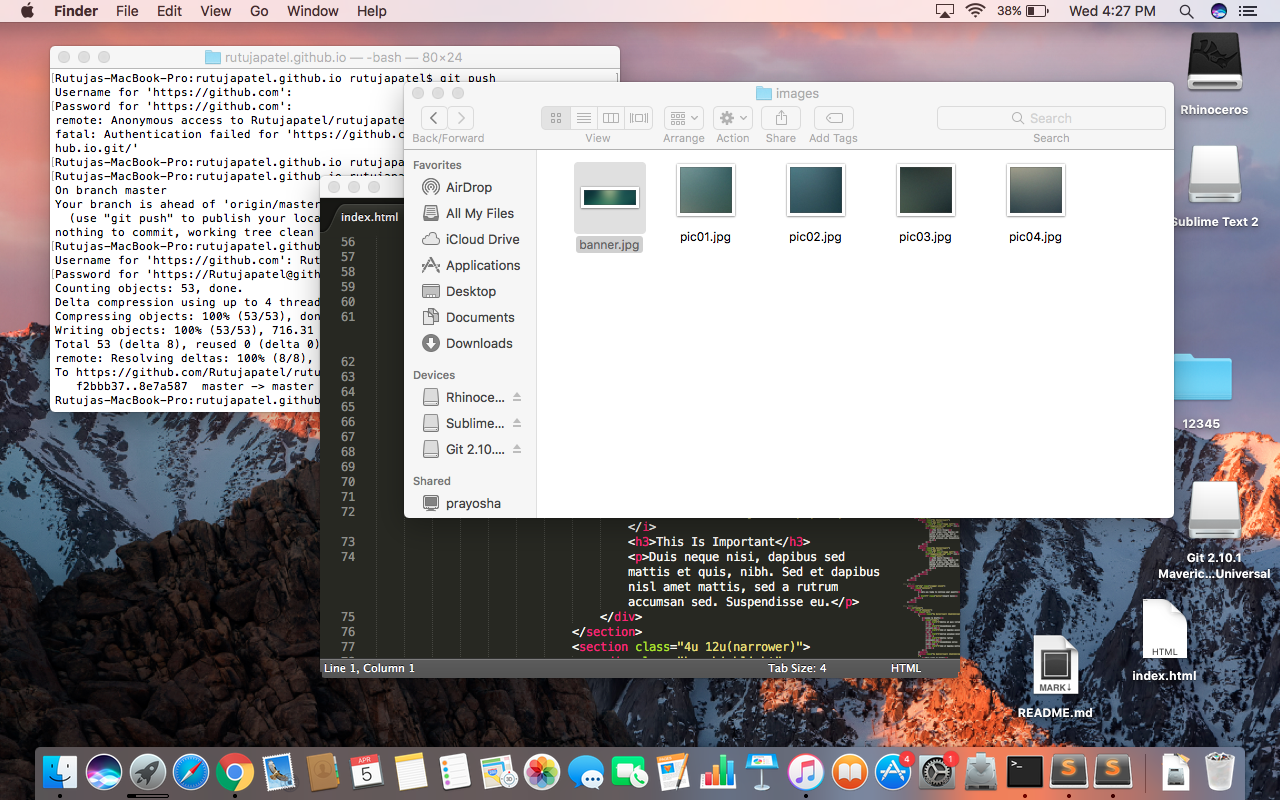 Finder File Edit View Go Window Help 38% Wed 4:27 PM
rutujapatel.github.io — -bash — 80×24
[Rutujas-MacBook-Pro:rutujapatel.github.io rutujapatel$ git push ]
Username for 'https://github.com':
[Password for 'https://github.com':
remote: Anonymous access to Rutujapatel/rutujapate
fatal: Authentication failed for 'https://github.c
hub.io.git/'
[Rutujas-MacBook-Pro:rutujapatel.github.io rutujapa
[Rutujas-MacBook-Pro:rutujapatel.github.io
On branch master
Your branch is ahead of 'origin/master
(use "git push" to publish your loca
nothing to commit, working tree clean
[Rutujas-MacBook-Pro:rutujapatel.github
Username for 'https://github.com': Rut
[Password for 'https://Rutujapatel@gith
Counting objects: 53, done.
Delta compression using up to 4 thread
Compressing objects: 100% (53/53), don
Writing objects: 100% (53/53), 716.31
Total 53 (delta 8), reused 0 (delta 0)
remote: Resolving deltas: 100% (8/8),
To https://github.com/Rutujapatel/rutu
f2bbb37..8e7a587 master -> master
Rutujas-MacBook-Pro:rutujapatel.github
images
Back/Forward View Arrange Action Share Add Tags Search
Search
Favorites
AirDrop
All My Files
iCloud Drive
Applications
Desktop
Documents
Downloads
Devices
Rhinoce...
Sublime...
Git 2.10....
Shared
prayosha
banner.jpg pic01.jpg pic02.jpg pic03.jpg pic04.jpg
index.html
56
57
58
59
60
61
62
63
64
65
66
67
68
69
70
71
72
</i>
73 <h3>This Is Important</h3>
74 <p>Duis neque nisi, dapibus sed
mattis et quis, nibh. Sed et dapibus
nisl amet mattis, sed a rutrum
accumsan sed. Suspendisse eu.</p>
75 </div>
76 </section>
77 <section class="4u 12u(narrower)">
Line 1, Column 1 Tab Size: 4 HTML
Rhinoceros
Sublime Text 2
12345
Git 2.10.1
Maveric...Universal
HTML
index.html
MARK↓
README.md
APR
5
30
4
1
>_
S
S